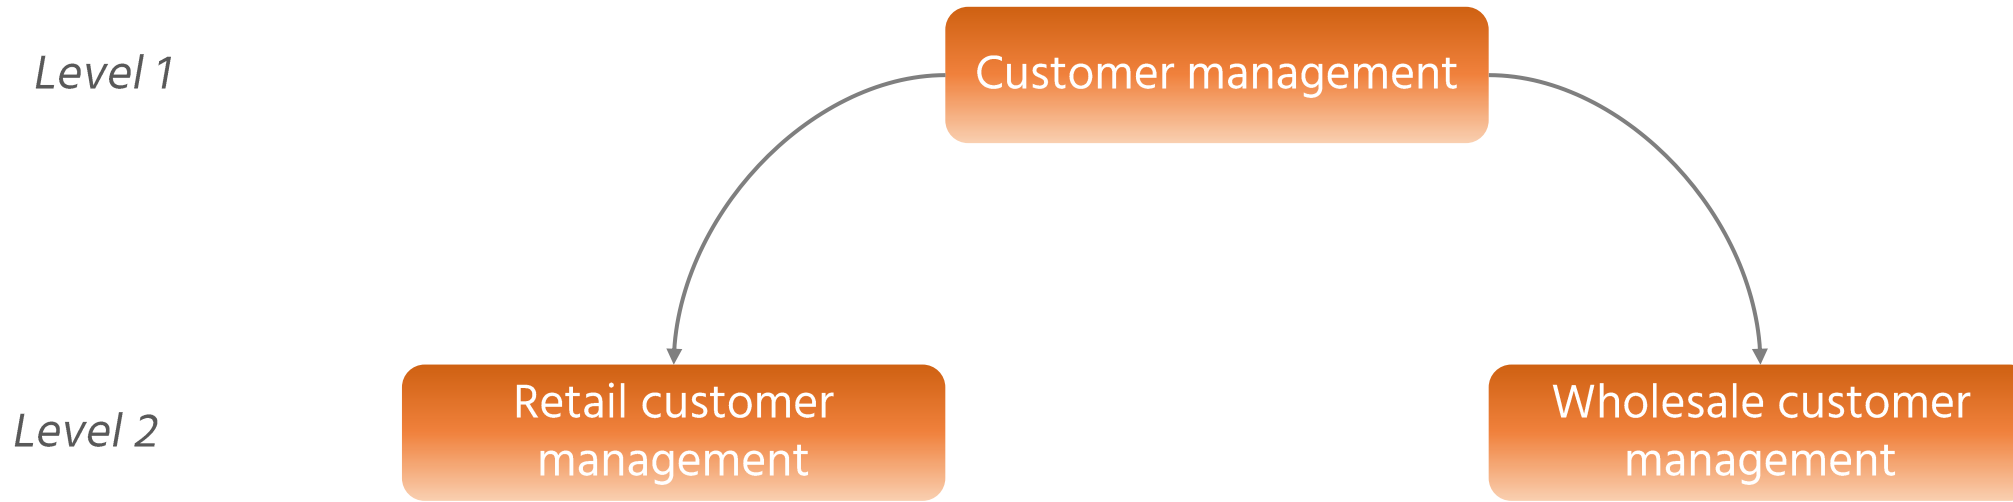 Level 1
Customer management
Level 2
Retail customer
management
Wholesale customer
management